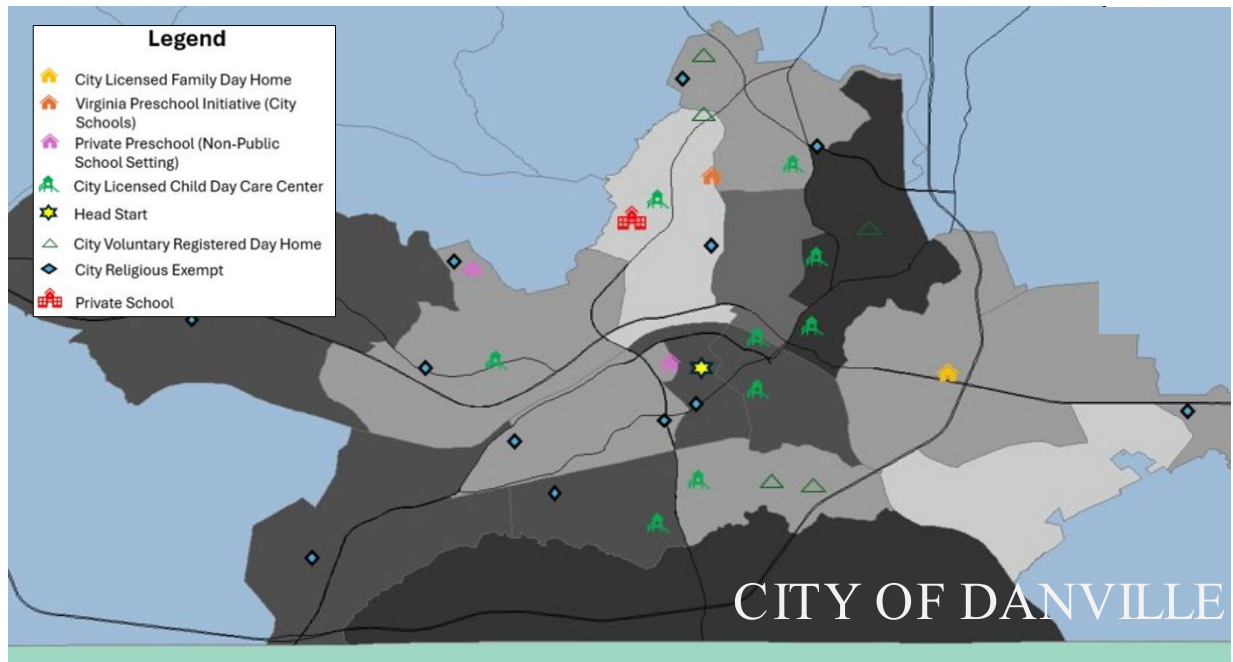 Legend
City Licensed Family Day Home
Virginia Preschool Initiative (City
Schools)
Private Preschool (Non-Public
School Setting)
City Licensed Child Day Care Center
Head Start
City Voluntary Registered Day Home
City Religious Exempt
Private School
CITY OF DANVILLE